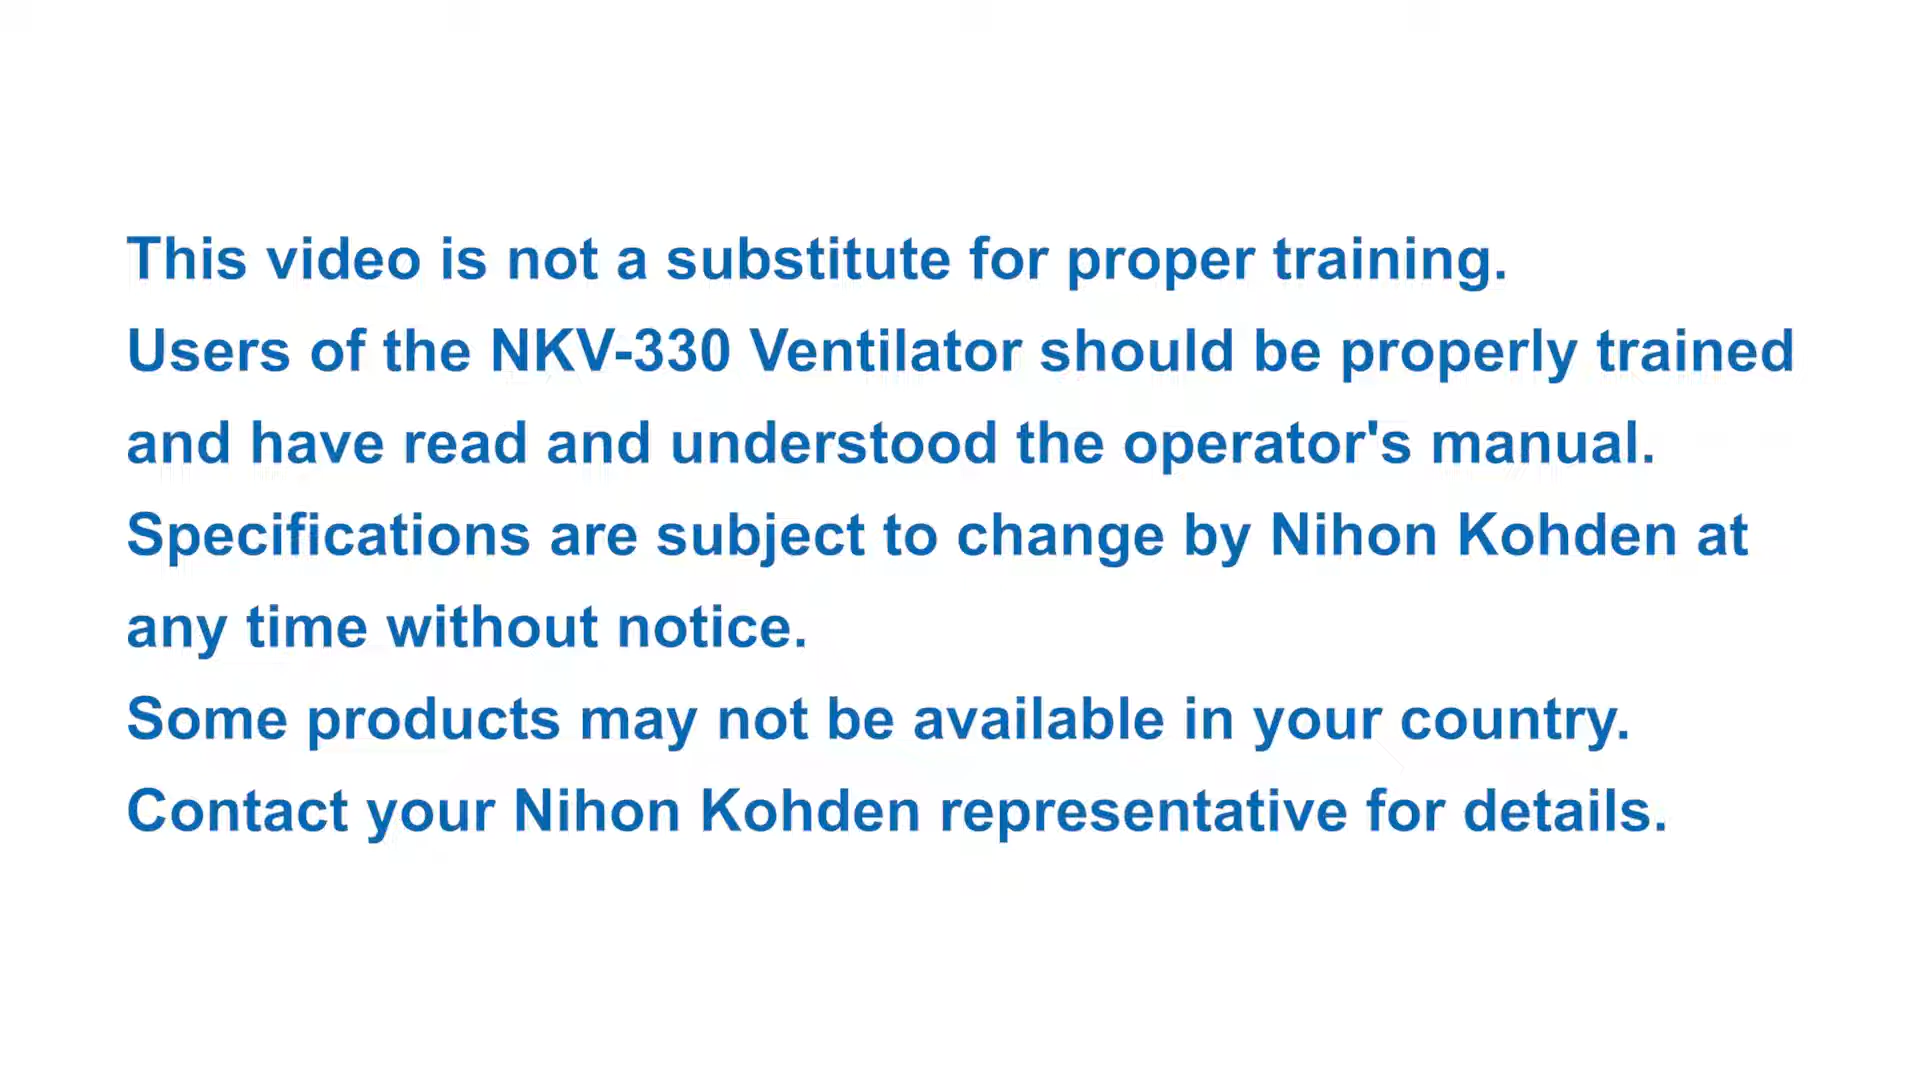 This video is not a substitute for proper training.
Users of the NKV-330 Ventilator should be properly trained
and have read and understood the operator's manual.
Specifications are subject to change by Nihon Kohden at
any time without notice.
Some products may not be available in your country.
Contact your Nihon Kohden representative for details.